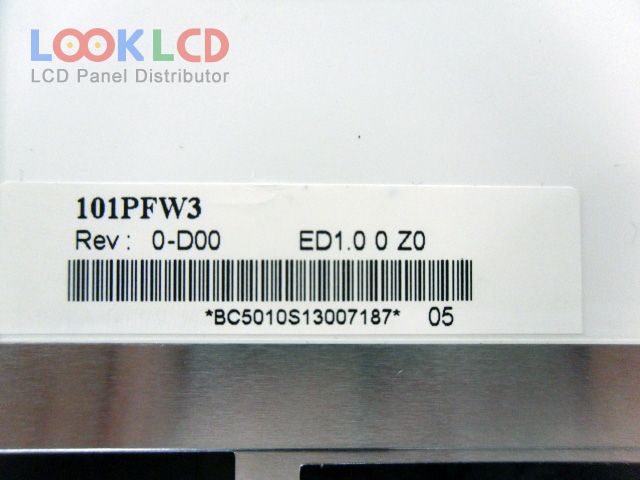 LOOKLCD
LCD Panel Distributor
101PFW3
Rev: 0-D00 ED1.0 0 Z0
*BC5010S13007187* 05